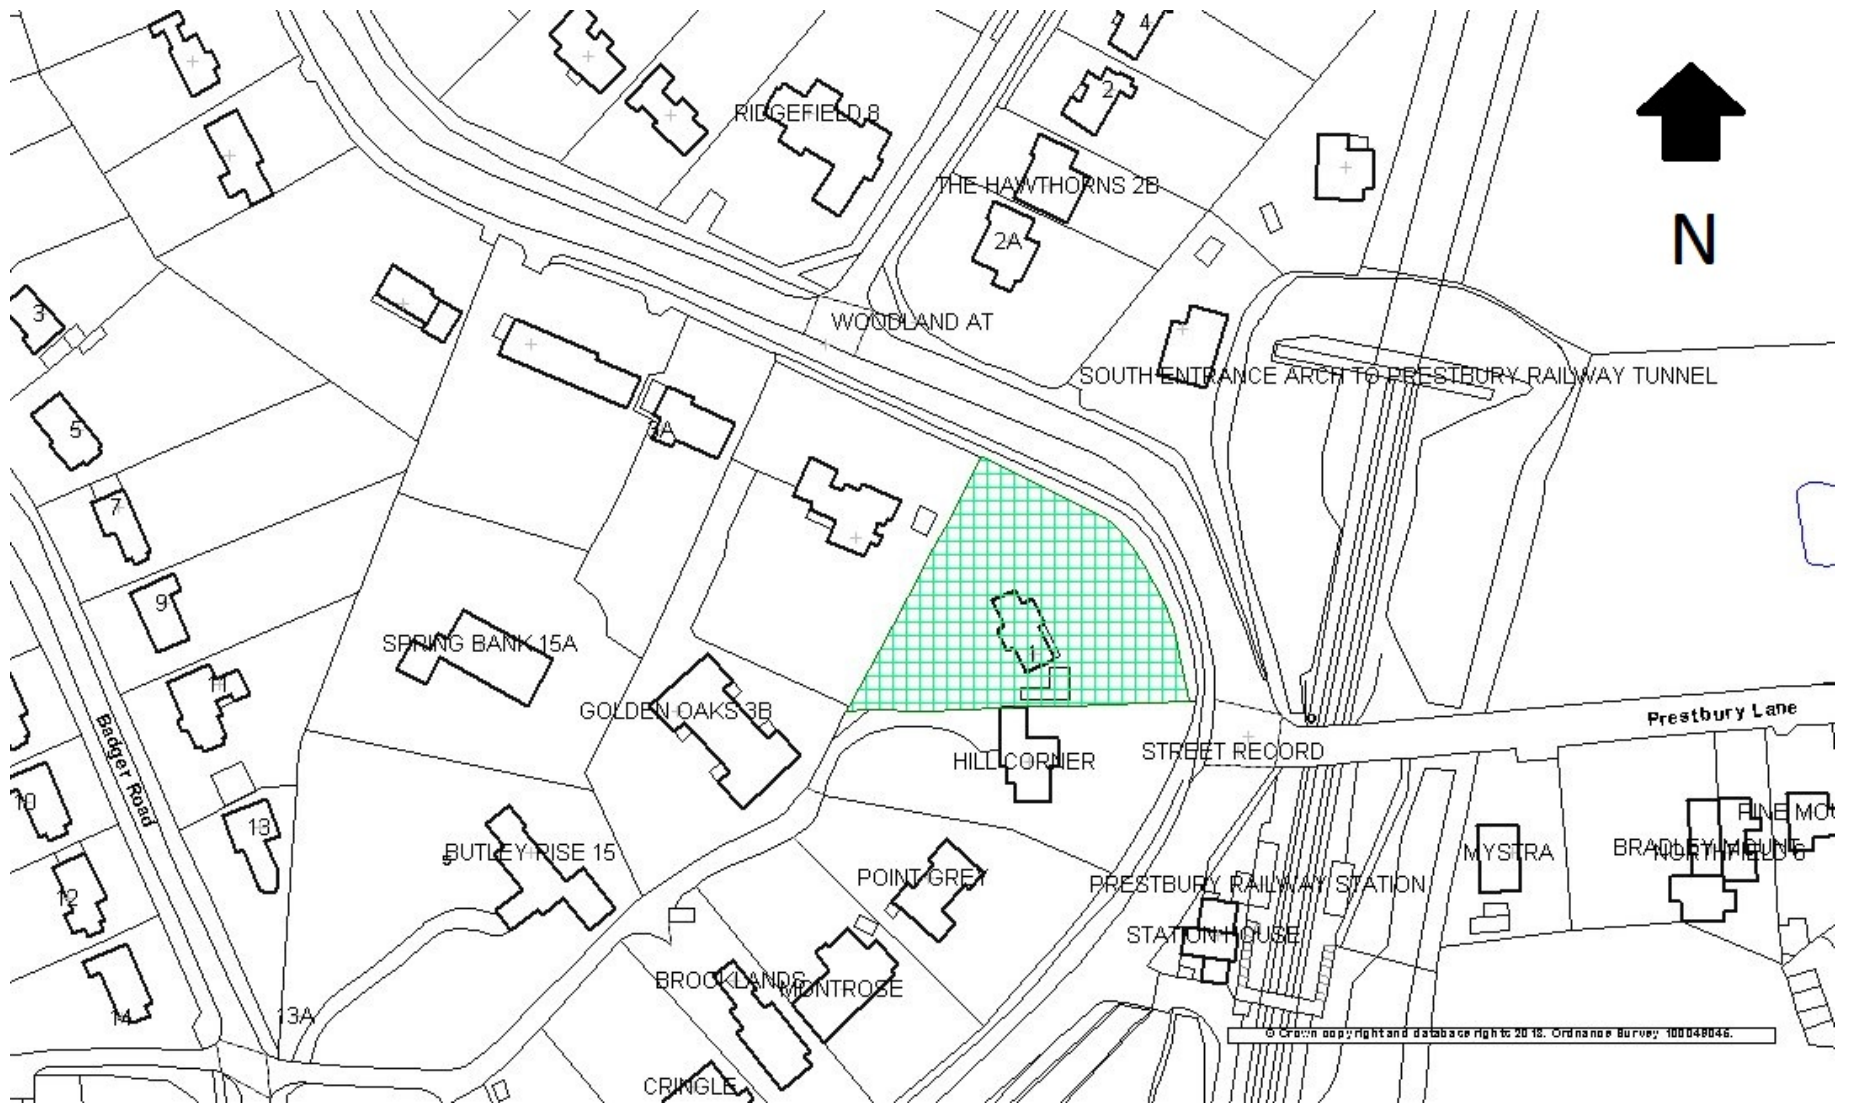 4
2
RIDGEFIELD 8
THE HAWTHORNS 2B
2A
N
3
WOODLAND AT
SOUTH ENTRANCE ARCH TO PRESTBURY RAILWAY TUNNEL
5
7
9
SPRING BANK 15A
1
11
GOLDEN OAKS 3B
Prestbury Lane
STREET RECORD
HILL CORNER
Badger Road
10
13
BUTLEY RISE 15
MYSTRA
BRADLEY MOUNT
POINT GREY
PRESTBURY RAILWAY STATION
12
STATION HOUSE
BROOKLANDS
MONTROSE
14
13A
© Crown copyright and database rights 2018. Ordnance Survey 100049045.
CRINGLE